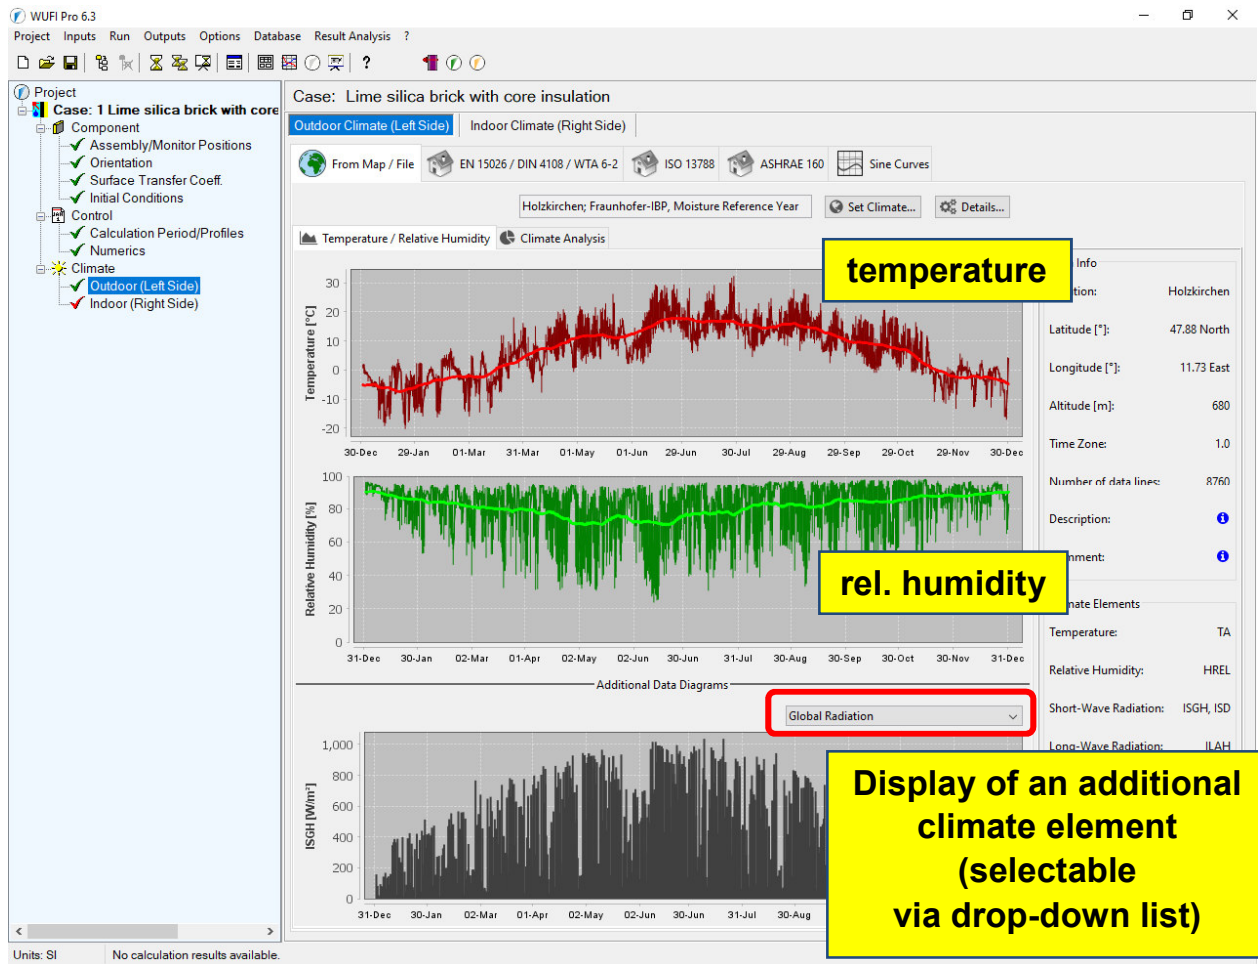 WUFI Pro 6.3
Project Inputs Run Outputs Options Database Result Analysis ?
Project
Case: 1 Lime silica brick with core
Component
Assembly/Monitor Positions
Orientation
Surface Transfer Coeff.
Initial Conditions
Control
Calculation Period/Profiles
Numerics
Climate
Outdoor (Left Side)
Indoor (Right Side)
Case: Lime silica brick with core insulation
Outdoor Climate (Left Side) Indoor Climate (Right Side)
From Map / File EN 15026 / DIN 4108 / WTA 6-2 ISO 13788 ASHRAE 160 Sine Curves
Holzkirchen; Fraunhofer-IBP, Moisture Reference Year Set Climate... Details...
Temperature / Relative Humidity Climate Analysis
temperature
Temperature [°C]
30
20
10
0
-10
-20
30-Dec 29-Jan 01-Mar 31-Mar 01-May 01-Jun 29-Jun 30-Jul 29-Aug 29-Sep 29-Oct 29-Nov 30-Dec
Relative Humidity [%]
100
80
60
40
20
0
rel. humidity
31-Dec 30-Jan 02-Mar 01-Apr 02-May 02-Jun 30-Jun 31-Jul 30-Aug 30-Sep 30-Oct 30-Nov 31-Dec
Additional Data Diagrams
Global Radiation
ISGH [W/m²]
1,000
800
600
400
200
0
31-Dec 30-Jan 02-Mar 01-Apr 02-May 02-Jun 30-Jun 31-Jul 30-Aug
Display of an additional
climate element
(selectable
via drop-down list)
Info
Holzkirchen
Latitude [°]: 47.88 North
Longitude [°]: 11.73 East
Altitude [m]: 680
Time Zone: 1.0
Number of data lines: 8760
Description:
Elements
Temperature: TA
Relative Humidity: HREL
Short-Wave Radiation: ISGH, ISD
Long-Wave Radiation: ILAH
Units: SI No calculation results available.